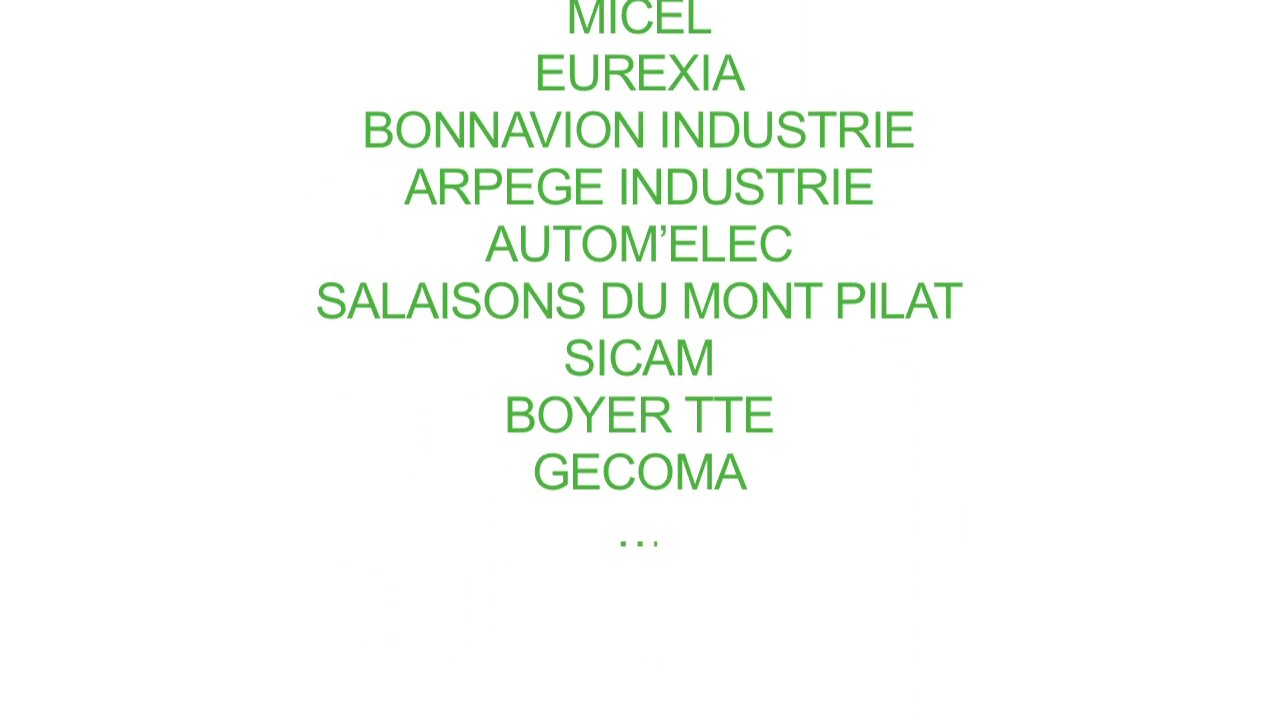 MICEL
EUREXIA
BONNAVION INDUSTRIE
ARPEGE INDUSTRIE
AUTOM’ELEC
SALAISONS DU MONT PILAT
SICAM
BOYER TTE
GECOMA
…